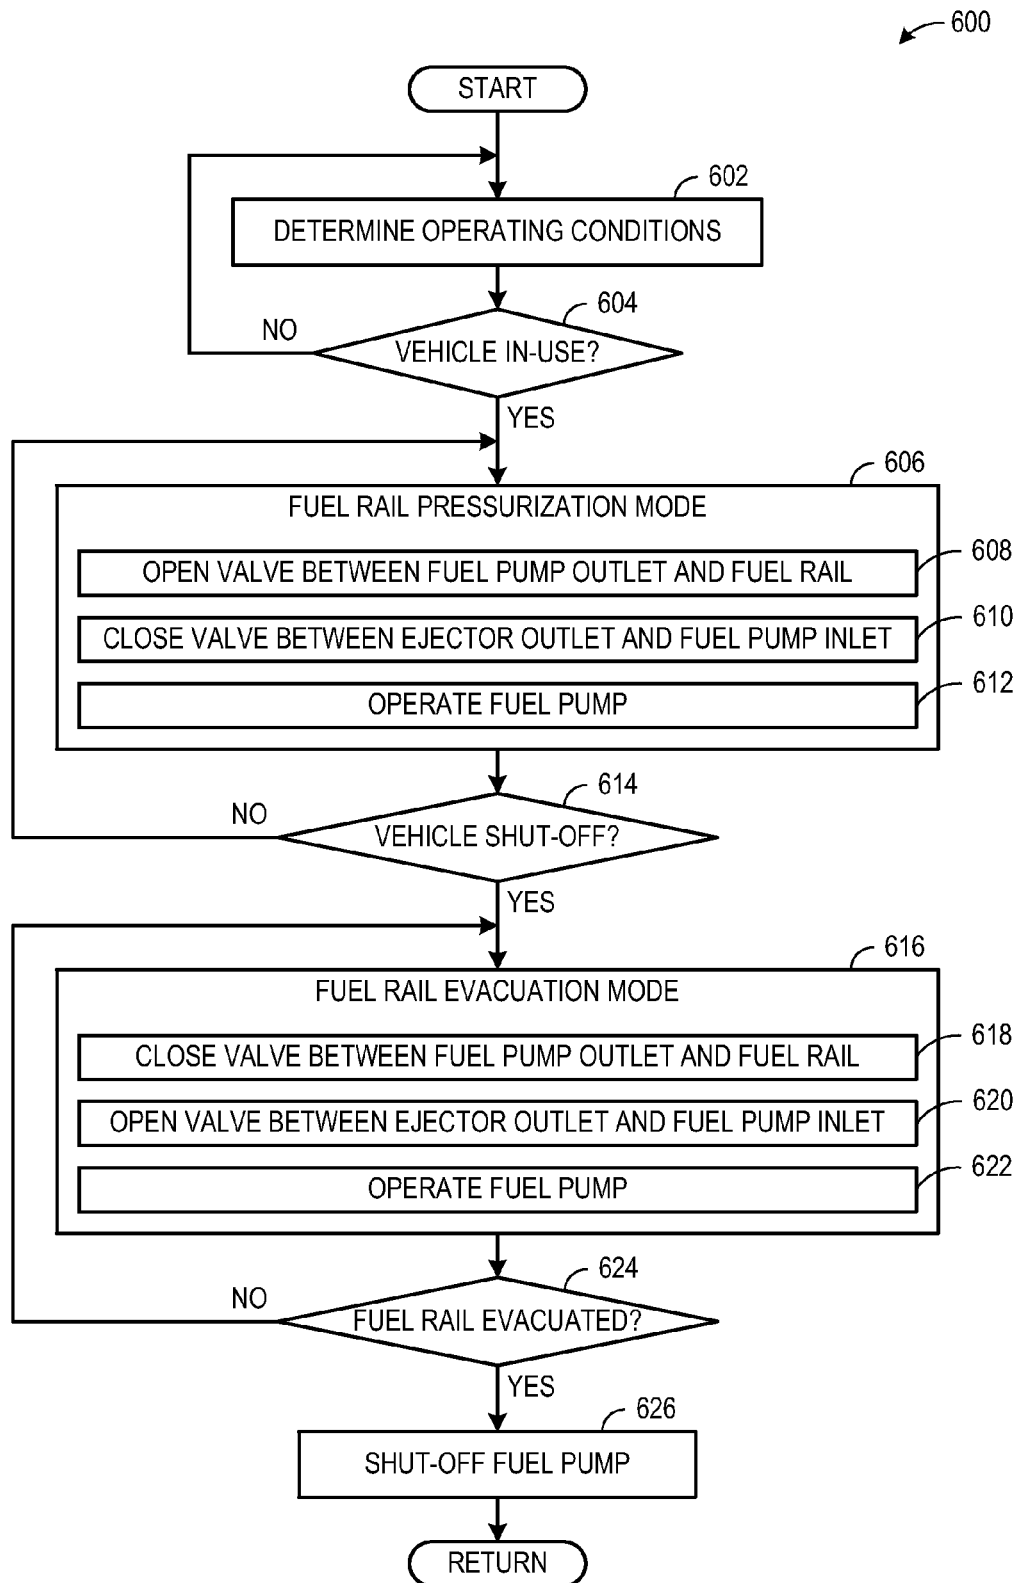 600
START
602
DETERMINE OPERATING CONDITIONS
604
NO
VEHICLE IN-USE?
YES
606
FUEL RAIL PRESSURIZATION MODE
608
OPEN VALVE BETWEEN FUEL PUMP OUTLET AND FUEL RAIL
610
CLOSE VALVE BETWEEN EJECTOR OUTLET AND FUEL PUMP INLET
612
OPERATE FUEL PUMP
614
NO
VEHICLE SHUT-OFF?
YES
616
FUEL RAIL EVACUATION MODE
618
CLOSE VALVE BETWEEN FUEL PUMP OUTLET AND FUEL RAIL
620
OPEN VALVE BETWEEN EJECTOR OUTLET AND FUEL PUMP INLET
622
OPERATE FUEL PUMP
624
NO
FUEL RAIL EVACUATED?
YES
626
SHUT-OFF FUEL PUMP
RETURN